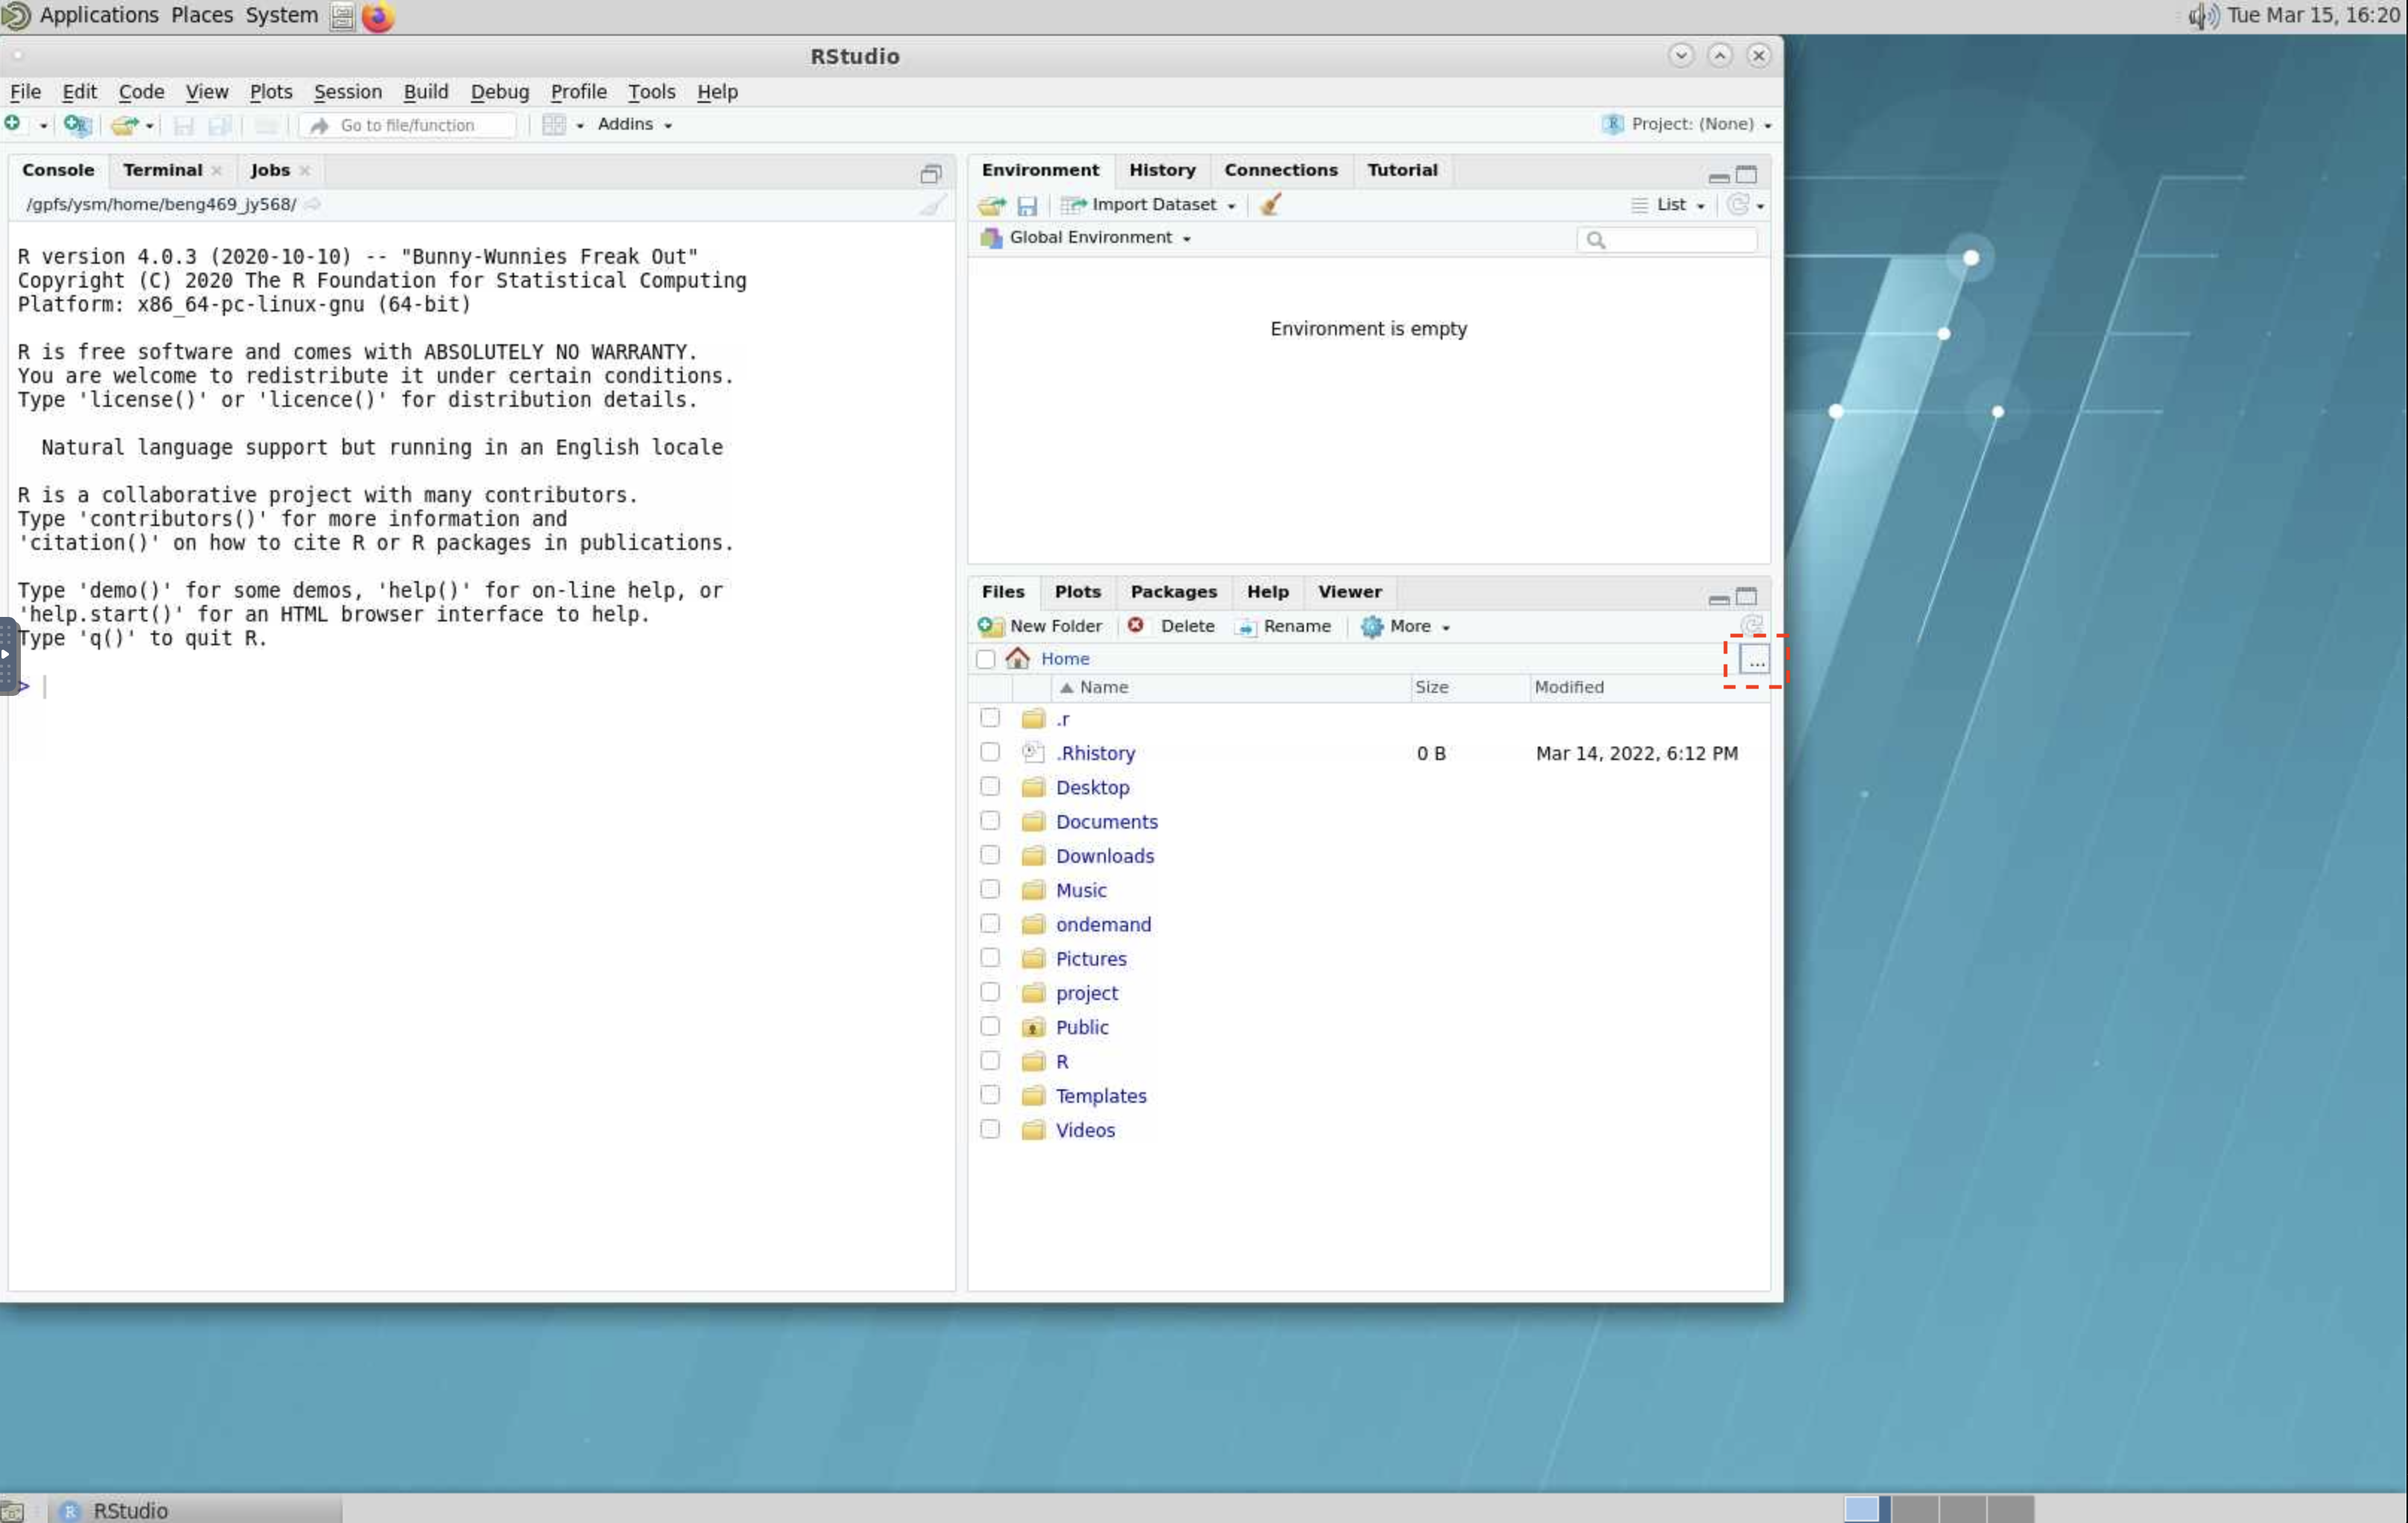 Applications Places System
Tue Mar 15, 16:20
RStudio
File Edit Code View Plots Session Build Debug Profile Tools Help
Go to file/function
Addins
Project: (None)
Console Terminal Jobs
/gpfs/ysm/home/beng469_jy568/
R version 4.0.3 (2020-10-10) -- "Bunny-Wunnies Freak Out"
Copyright (C) 2020 The R Foundation for Statistical Computing
Platform: x86_64-pc-linux-gnu (64-bit)
R is free software and comes with ABSOLUTELY NO WARRANTY.
You are welcome to redistribute it under certain conditions.
Type 'license()' or 'licence()' for distribution details.
Natural language support but running in an English locale
R is a collaborative project with many contributors.
Type 'contributors()' for more information and
'citation()' on how to cite R or R packages in publications.
Type 'demo()' for some demos, 'help()' for on-line help, or
'help.start()' for an HTML browser interface to help.
Type 'q()' to quit R.
>
Environment History Connections Tutorial
Import Dataset
List
Global Environment
Environment is empty
Files Plots Packages Help Viewer
New Folder Delete Rename More
Home
...
Name Size Modified
.r
.Rhistory 0 B Mar 14, 2022, 6:12 PM
Desktop
Documents
Downloads
Music
ondemand
Pictures
project
Public
R
Templates
Videos
RStudio